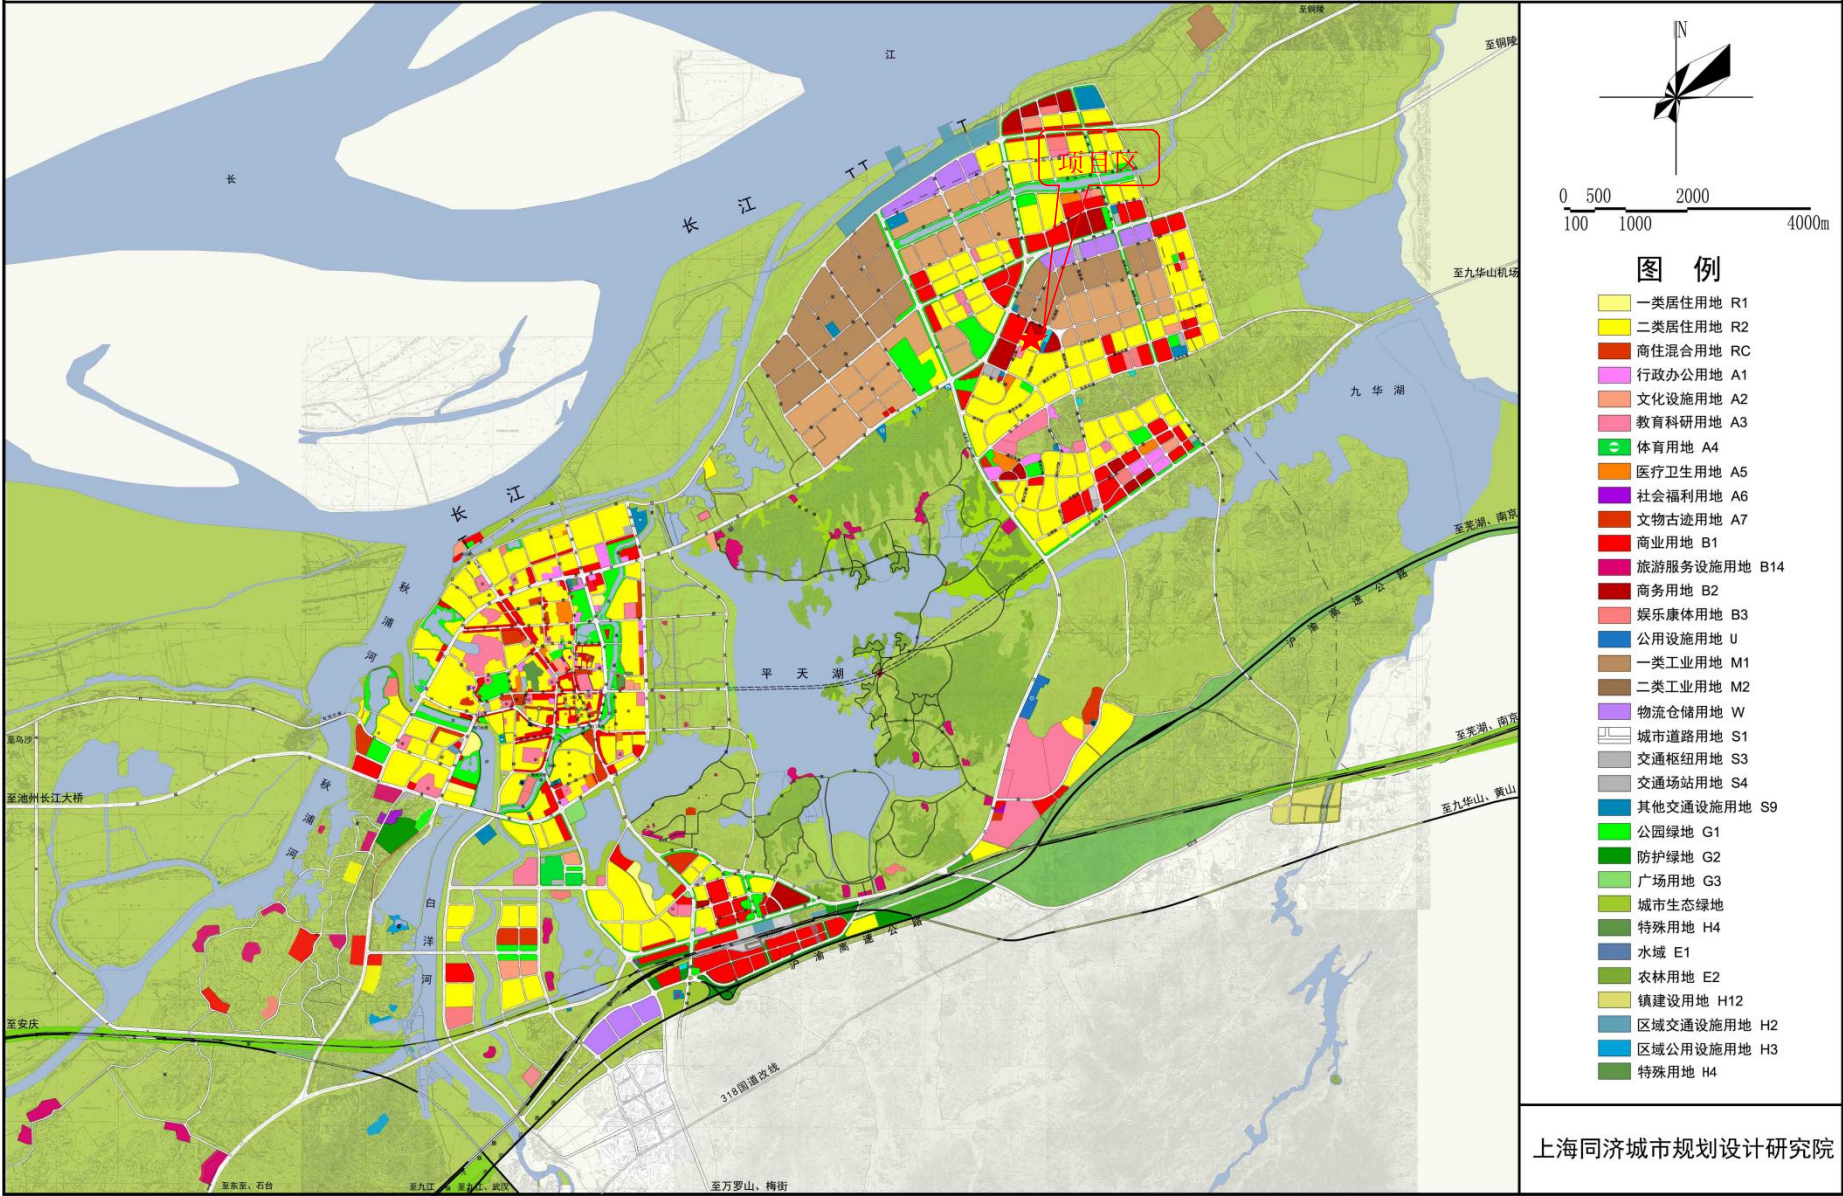 至铜陵
至铜陵
江
长
长 江
项目区
至九华山机场
九 华 湖
长 江
至芜湖、南京
沪渝高速公路
秋浦河
平 天 湖
至乌沙
至芜湖、南京
至池州长江大桥
至九华山、黄山
秋浦河
白洋河
沪渝高速公路
至安庆
318国道改线
至东至、石台
至九江
至九江、武汉
至万罗山、梅街
N
0 500 2000
100 1000 4000m
图 例
一类居住用地 R1
二类居住用地 R2
商住混合用地 RC
行政办公用地 A1
文化设施用地 A2
教育科研用地 A3
体育用地 A4
医疗卫生用地 A5
社会福利用地 A6
文物古迹用地 A7
商业用地 B1
旅游服务设施用地 B14
商务用地 B2
娱乐康体用地 B3
公用设施用地 U
一类工业用地 M1
二类工业用地 M2
物流仓储用地 W
城市道路用地 S1
交通枢纽用地 S3
交通场站用地 S4
其他交通设施用地 S9
公园绿地 G1
防护绿地 G2
广场用地 G3
城市生态绿地
特殊用地 H4
水域 E1
农林用地 E2
镇建设用地 H12
区域交通设施用地 H2
区域公用设施用地 H3
特殊用地 H4
上海同济城市规划设计研究院